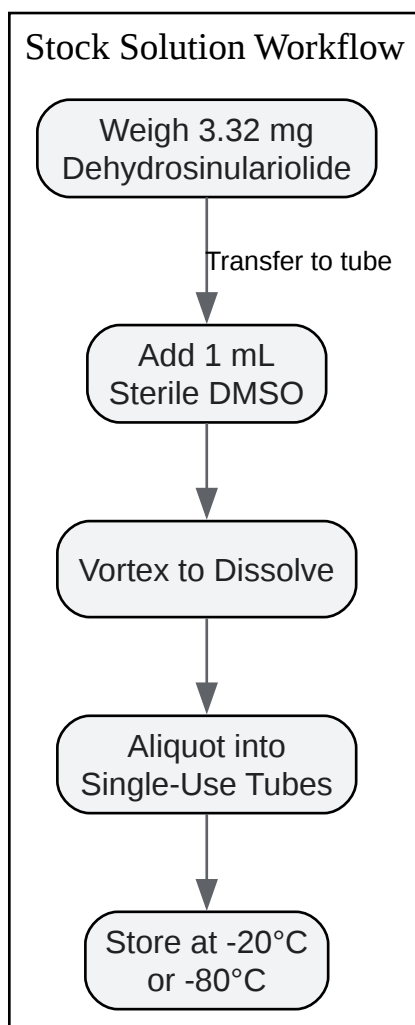 Stock Solution Workflow
Weigh 3.32 mg
Dehydrosinulariolide
Transfer to tube
Add 1 mL
Sterile DMSO
Vortex to Dissolve
Aliquot into
Single-Use Tubes
Store at -20°C
or -80°C